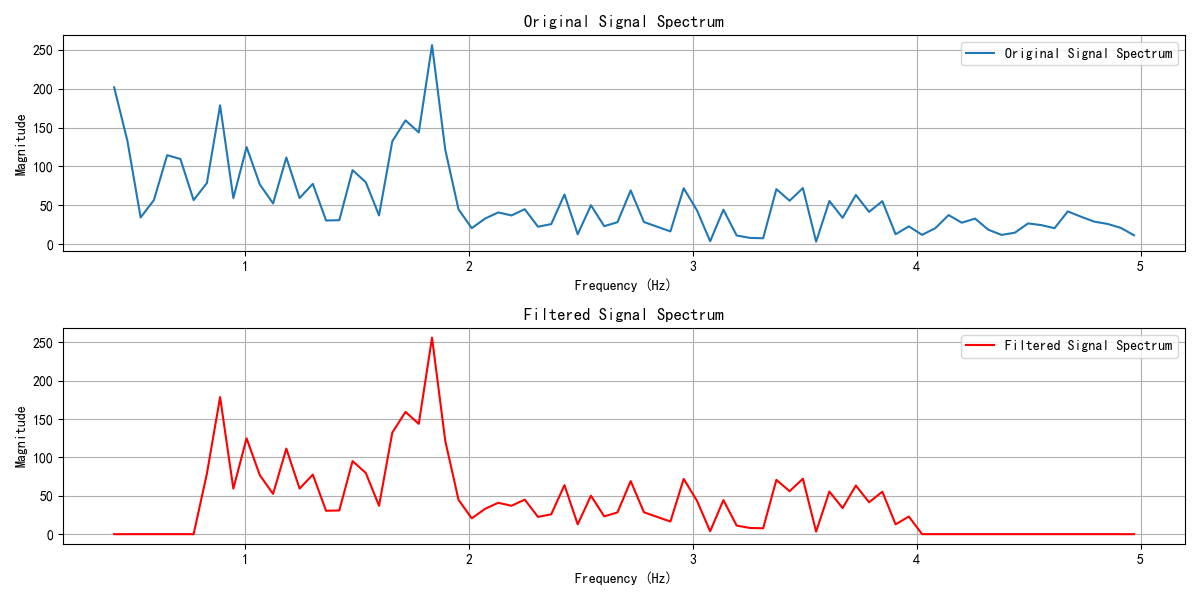 Original Signal Spectrum
Original Signal Spectrum
Magnitude
250
200
150
100
50
0
1
2
3
4
5
Frequency (Hz)
Filtered Signal Spectrum
Filtered Signal Spectrum
Magnitude
250
200
150
100
50
0
1
2
3
4
5
Frequency (Hz)